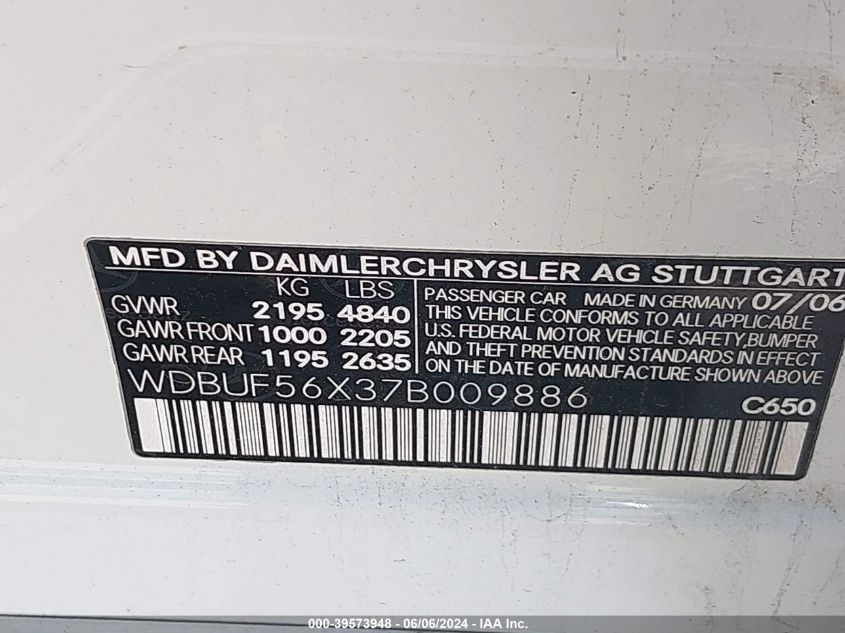 MFD BY DAIMLERCHRYSLER AG STUTTGART
KG LBS
GVWR 2195 4840
GAWR FRONT 1000 2205
GAWR REAR 1195 2635
PASSENGER CAR MADE IN GERMANY 07/06
THIS VEHICLE CONFORMS TO ALL APPLICABLE
U.S. FEDERAL MOTOR VEHICLE SAFETY,BUMPER
AND THEFT PREVENTION STANDARDS IN EFFECT
ON THE DATE OF MANUFACTURE SHOWN ABOVE
WDBUF56X37B009886
C650
000-39573948 - 06/06/2024 - IAA Inc.